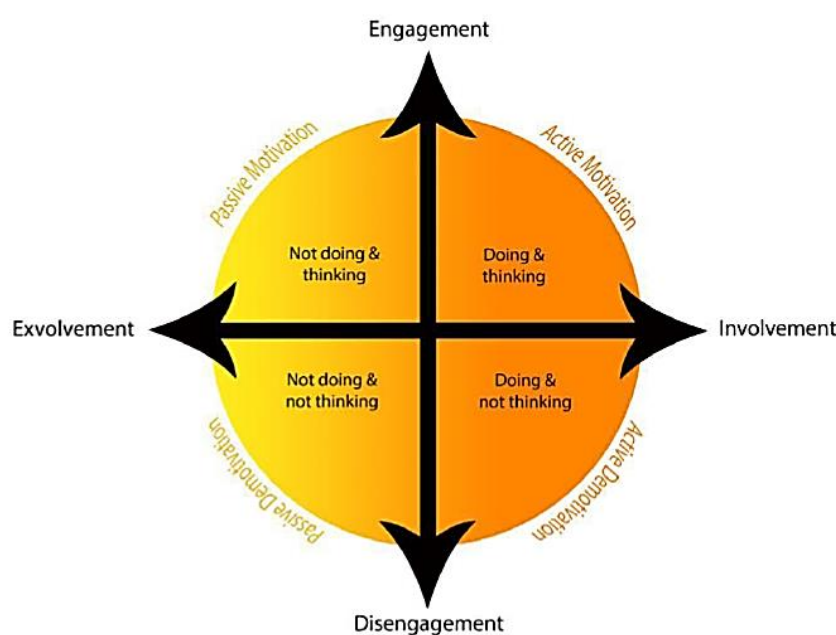 Engagement
Passive Motivation
Active Motivation
Not doing &
thinking
Doing &
thinking
Exvolvement
Involvement
Not doing &
not thinking
Doing &
not thinking
Passive Demotivation
Active Demotivation
Disengagement